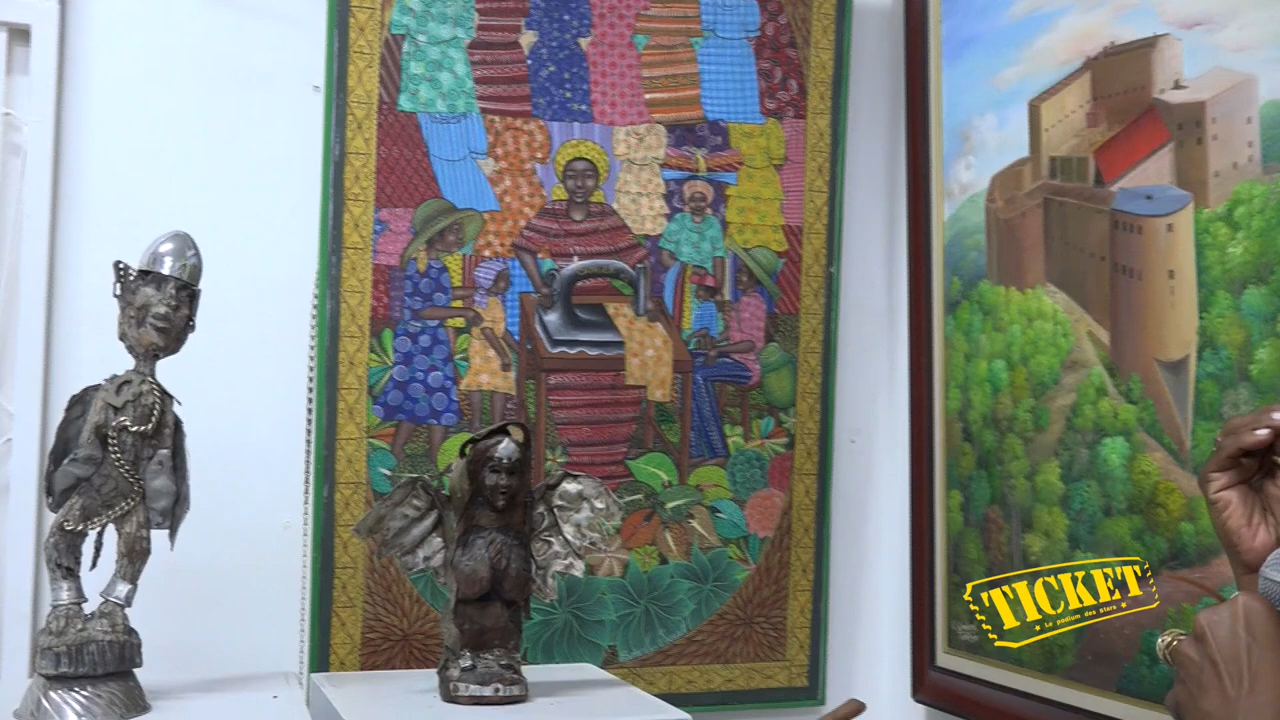 TICKET
★ Le podium des Stars ★